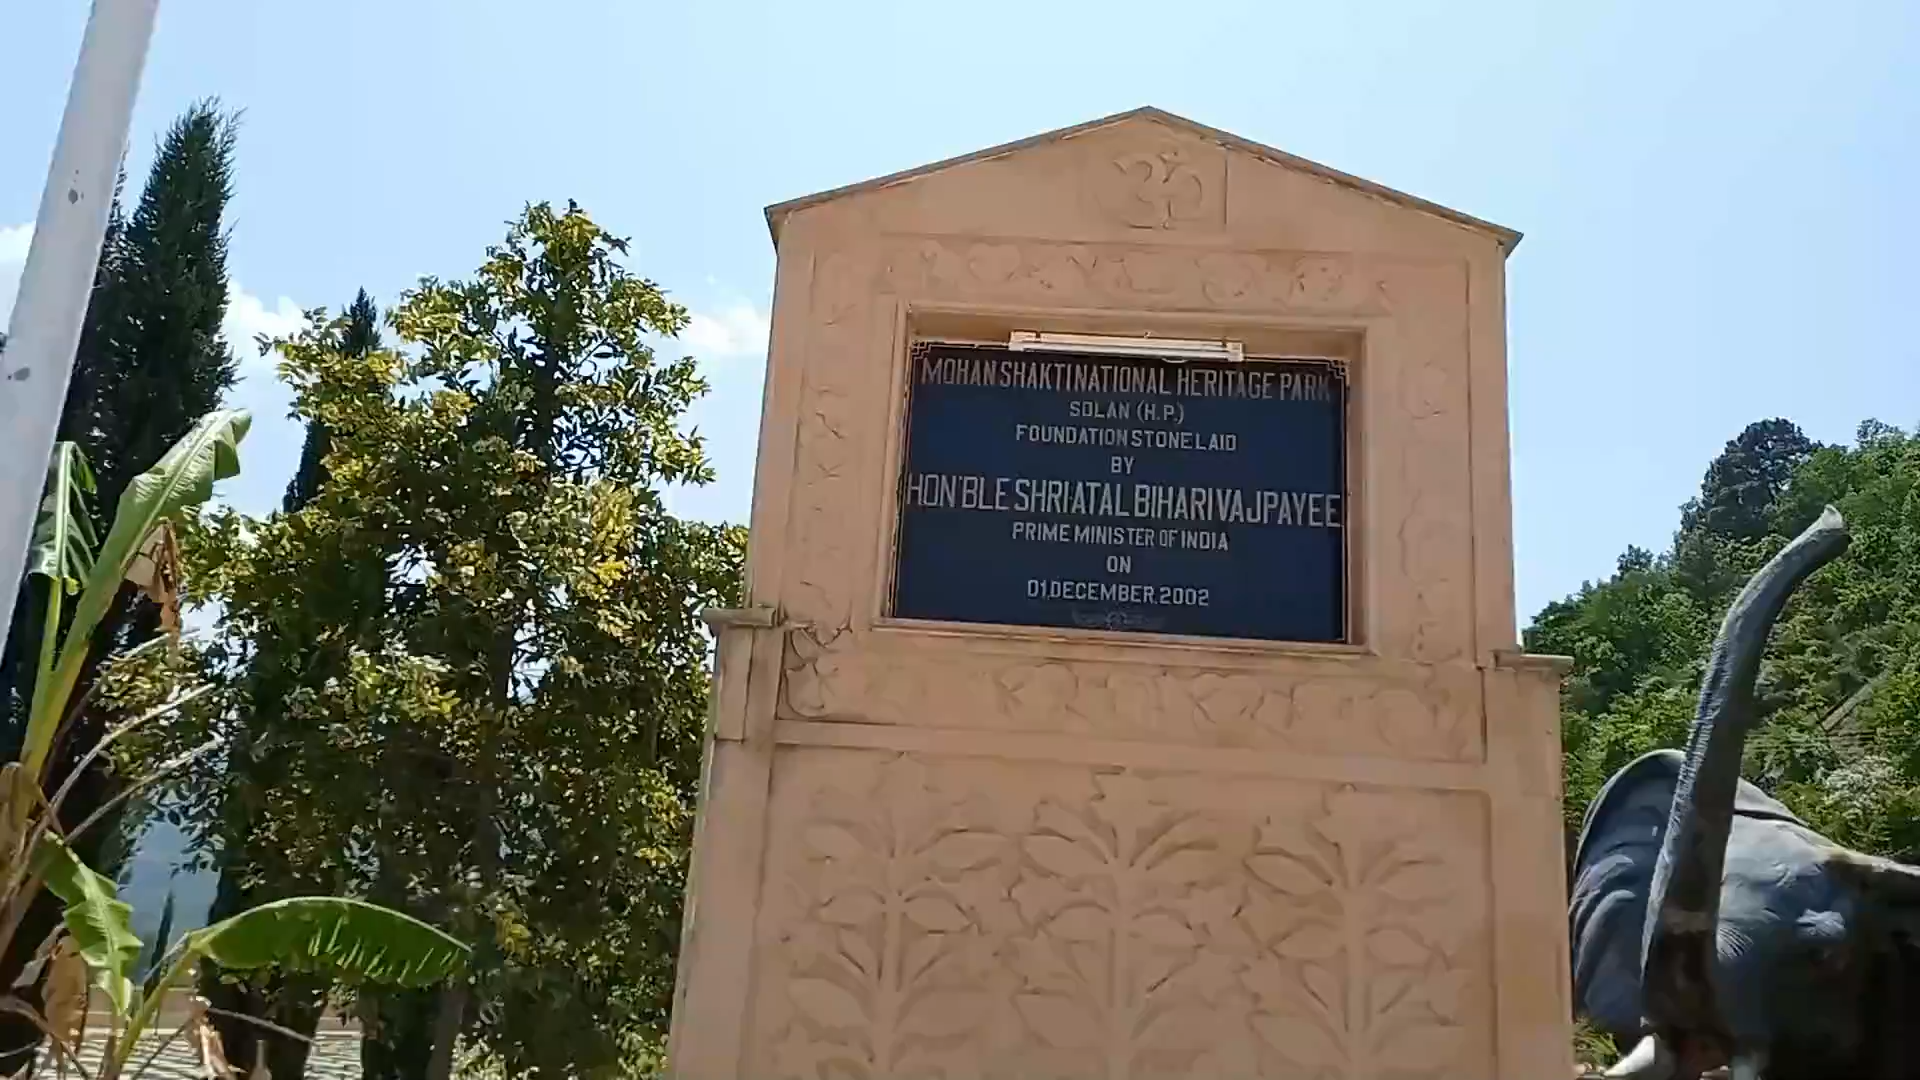 ॐ
MOHAN SHAKTI NATIONAL HERITAGE PARK
SOLAN (H.P.)
FOUNDATION STONE LAID
BY
HON'BLE SHRI ATAL BIHARI VAJPAYEE
PRIME MINISTER OF INDIA
ON
01,DECEMBER,2002